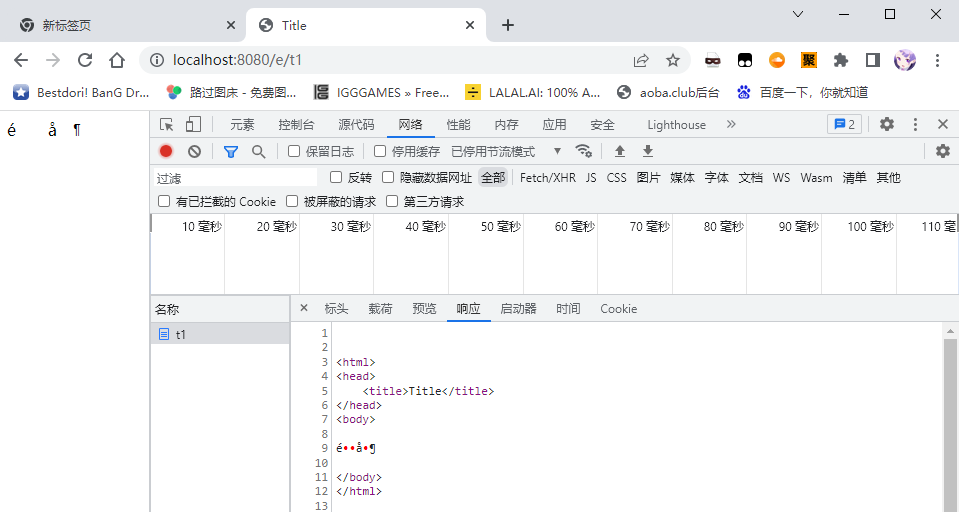 新标签页
Title
localhost:8080/e/t1
Bestdori! BanG Dr...
路过图床 - 免费图...
IGGGAMES » Free...
LALAL.AI: 100% A...
aoba.club后台
百度一下，你就知道
é å ¶
元素 控制台 源代码 网络 性能 内存 应用 安全 Lighthouse » 2
保留日志 停用缓存 已停用节流模式
过滤 反转 隐藏数据网址 全部 Fetch/XHR JS CSS 图片 媒体 字体 文档 WS Wasm 清单 其他
有已拦截的 Cookie 被屏蔽的请求 第三方请求
10 毫秒 20 毫秒 30 毫秒 40 毫秒 50 毫秒 60 毫秒 70 毫秒 80 毫秒 90 毫秒 100 毫秒 110 毫
名称
t1
标头 载荷 预览 响应 启动器 时间 Cookie
1
2
3 <html>
4 <head>
5     <title>Title</title>
6 </head>
7 <body>
8
9 é••å•¶
10
11 </body>
12 </html>
13